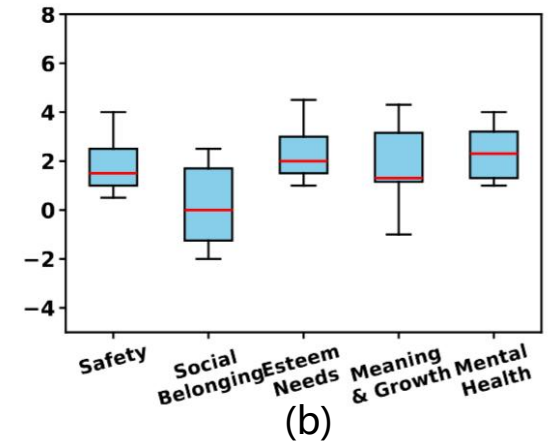 8
6
4
2
0
−2
−4
Safety
Social
Belonging
Esteem
Needs
Meaning
& Growth
Mental
Health
(b)